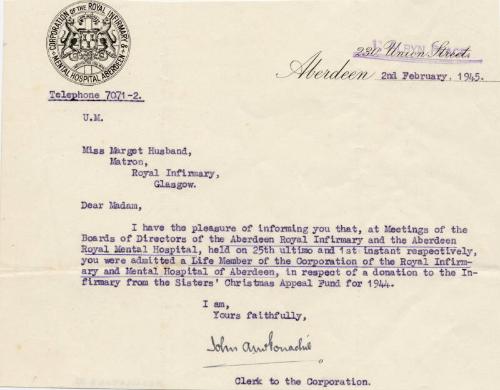 CORPORATION OF THE ROYAL INFIRMARY &
MENTAL HOSPITAL ABERDEEN
Telephone 7071-2.
Union Street,
Aberdeen 2nd February, 1945.
U.M.
Miss Margot Husband,
Matron,
Royal Infirmary,
Glasgow.
Dear Madam,
I have the pleasure of informing you that, at Meetings of the
Boards of Directors of the Aberdeen Royal Infirmary and the Aberdeen
Royal Mental Hospital, held on 25th ultimo and 1st instant respectively,
you were admitted a Life Member of the Corporation of the Royal Infirm-
ary and Mental Hospital of Aberdeen, in respect of a donation to the In-
firmary from the Sisters' Christmas Appeal Fund for 1944.
I am,
Yours faithfully,
John
Clerk to the Corporation.